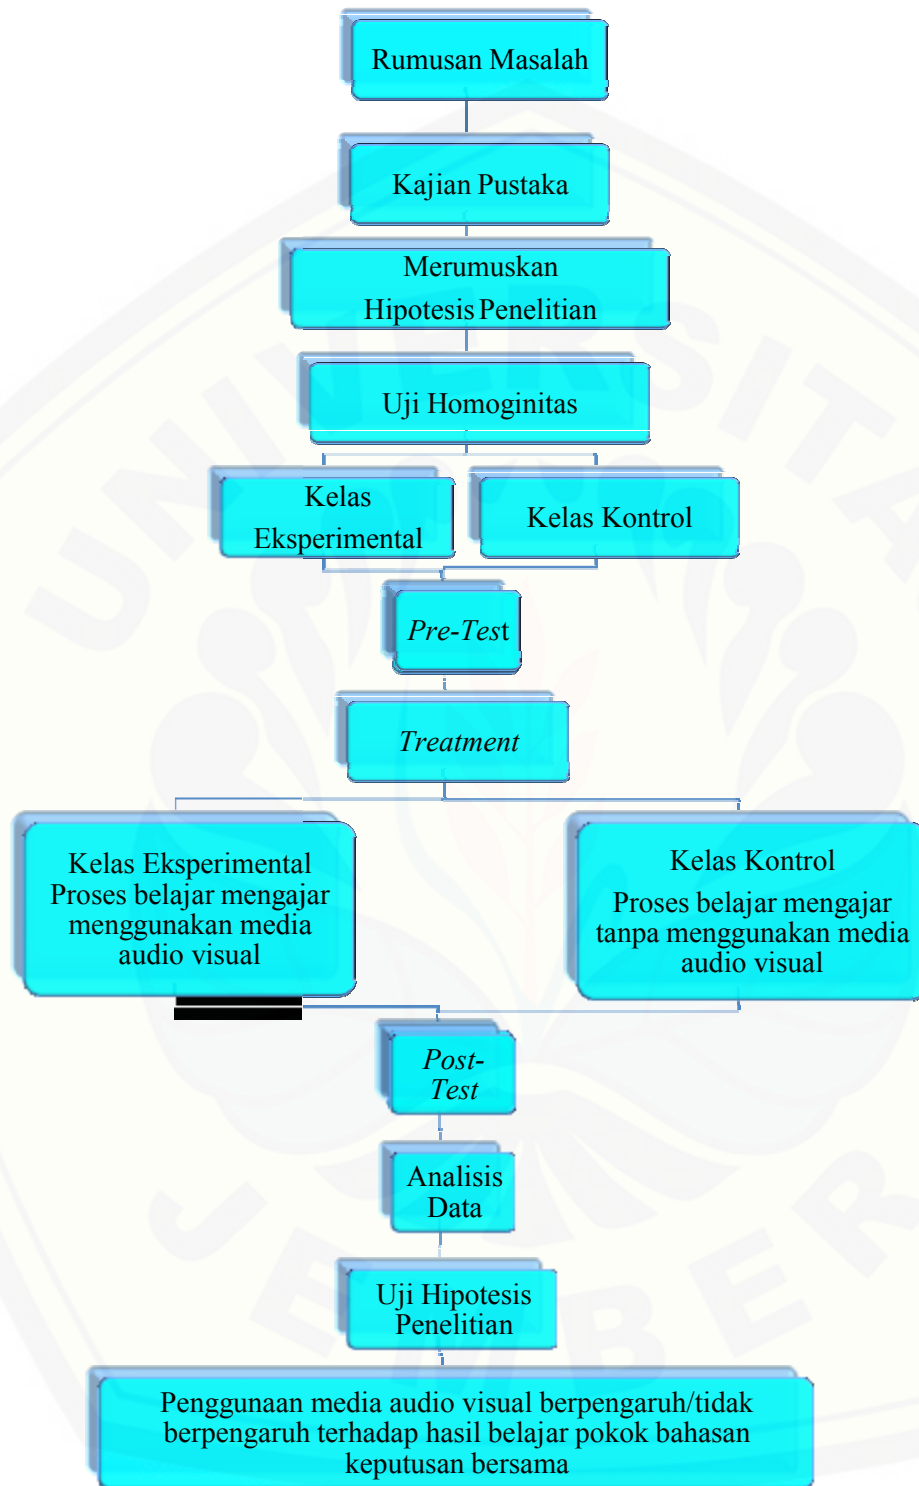 Rumusan Masalah
Kajian Pustaka
Merumuskan
Hipotesis Penelitian
Uji Homoginitas
Kelas
Eksperimental
Kelas Kontrol
Pre-Test
Treatment
Kelas Eksperimental
Proses belajar mengajar
menggunakan media
audio visual
Kelas Kontrol
Proses belajar mengajar
tanpa menggunakan media
audio visual
Post-
Test
Analisis
Data
Uji Hipotesis
Penelitian
Penggunaan media audio visual berpengaruh/tidak
berpengaruh terhadap hasil belajar pokok bahasan
keputusan bersama
UNIVERSITA
JEMBER